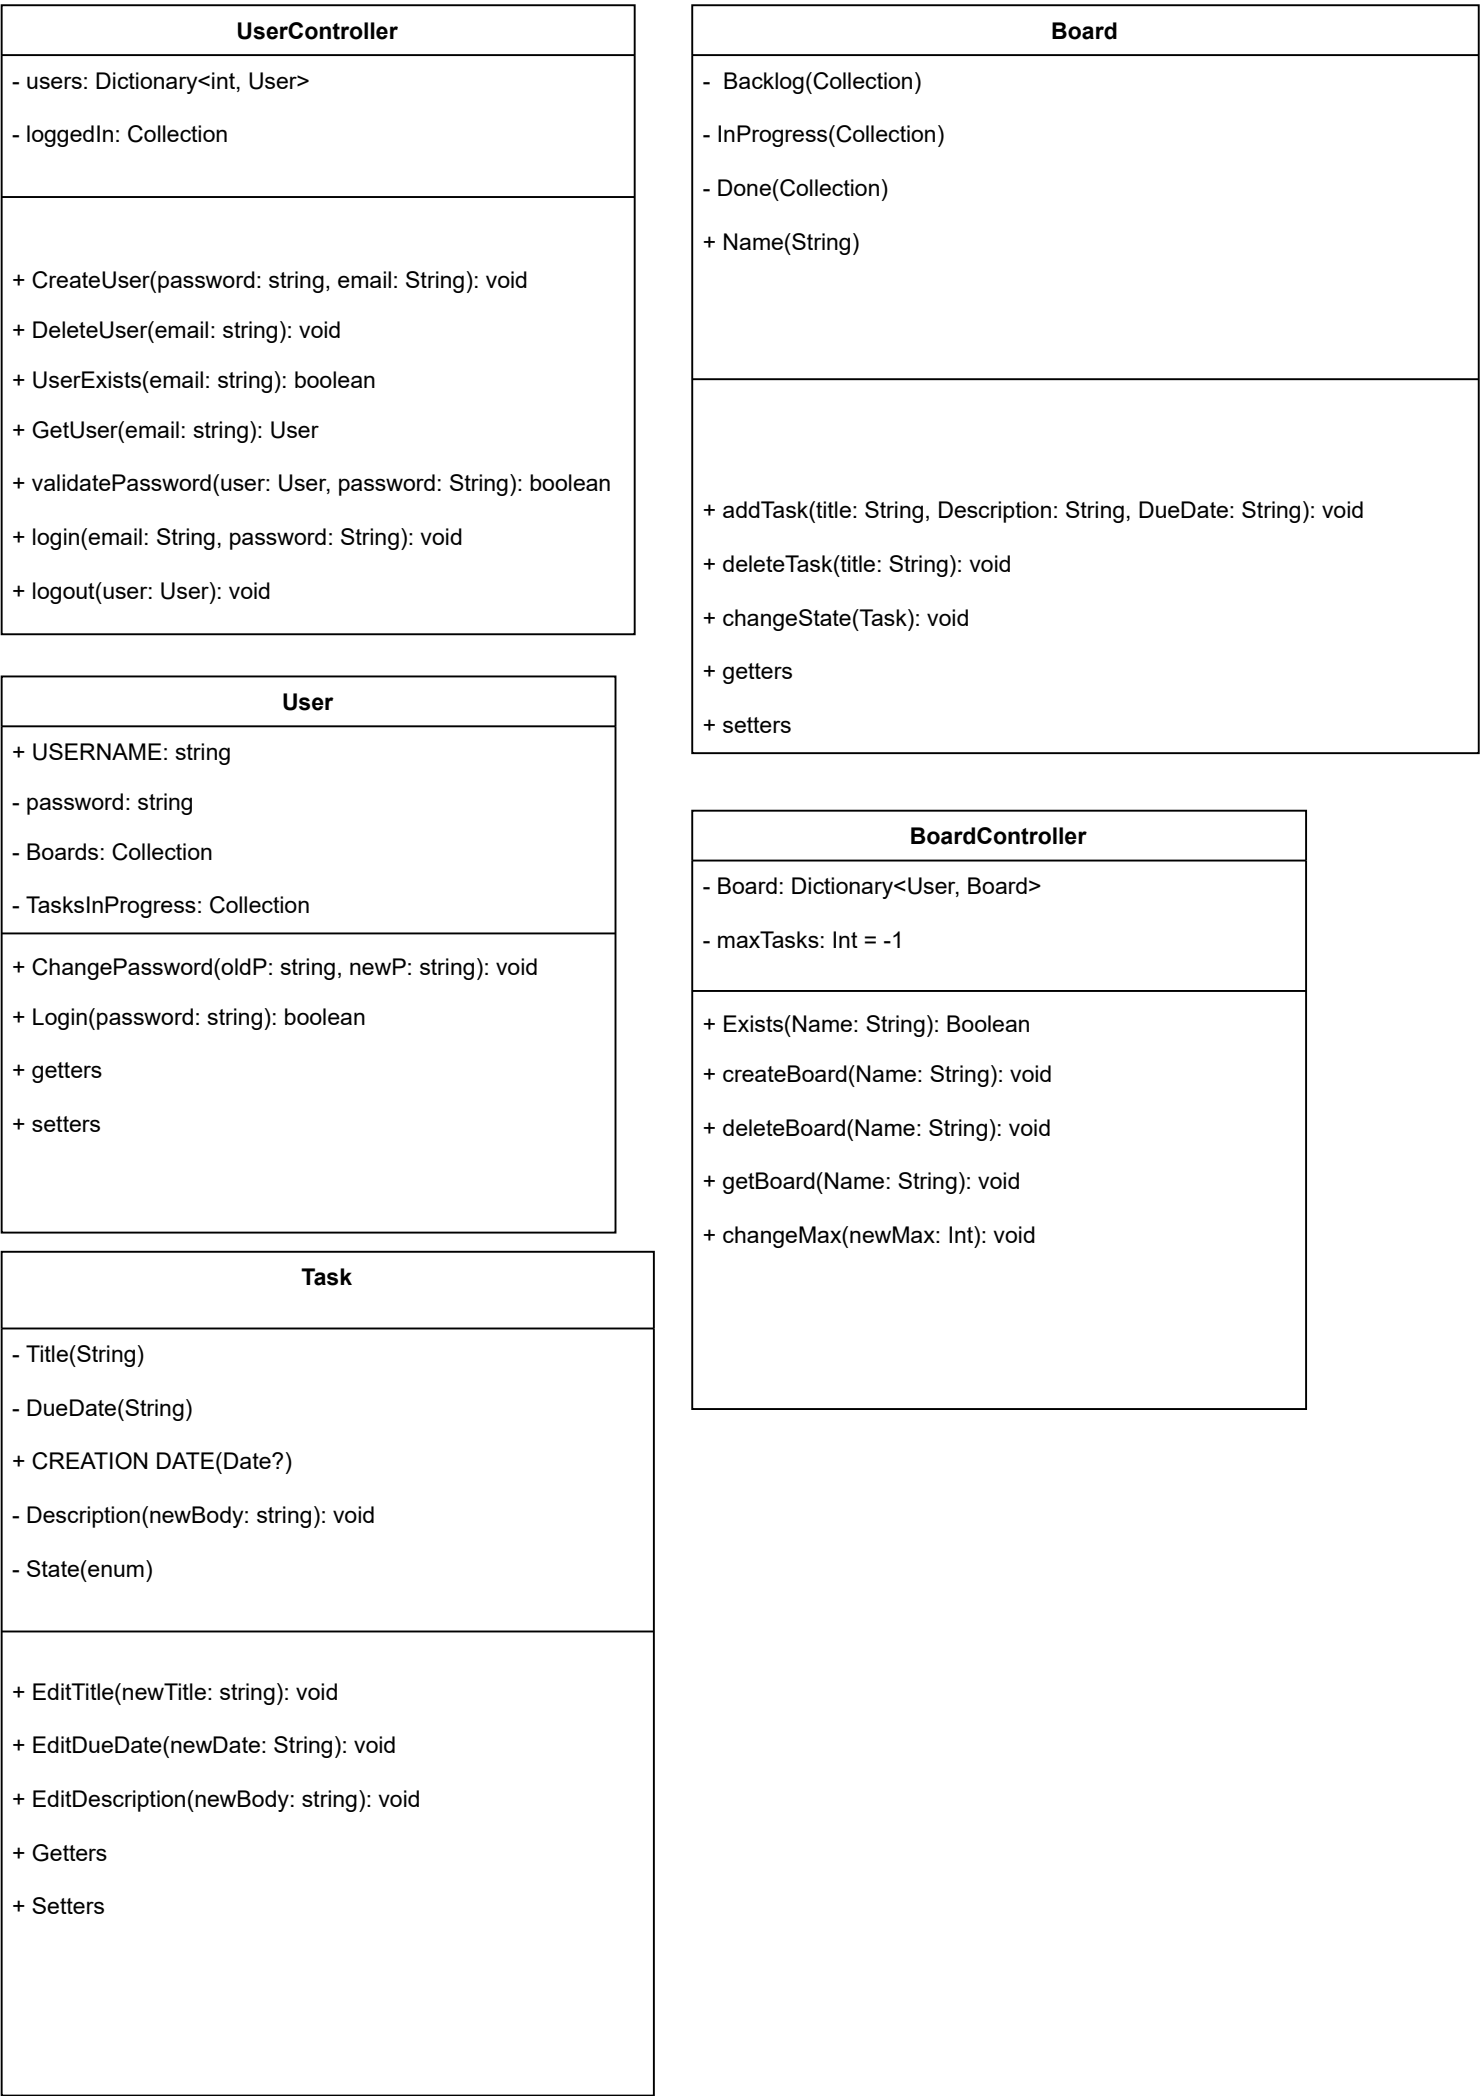 UserController
- users: Dictionary<int, User>
- loggedIn: Collection
+ CreateUser(password: string, email: String): void
+ DeleteUser(email: string): void
+ UserExists(email: string): boolean
+ GetUser(email: string): User
+ validatePassword(user: User, password: String): boolean
+ login(email: String, password: String): void
+ logout(user: User): void
Board
-  Backlog(Collection)
- InProgress(Collection)
- Done(Collection)
+ Name(String)
+ addTask(title: String, Description: String, DueDate: String): void
+ deleteTask(title: String): void
+ changeState(Task): void
+ getters
+ setters
User
+ USERNAME: string
- password: string
- Boards: Collection
- TasksInProgress: Collection
+ ChangePassword(oldP: string, newP: string): void
+ Login(password: string): boolean
+ getters
+ setters
BoardController
- Board: Dictionary<User, Board>
- maxTasks: Int = -1
+ Exists(Name: String): Boolean
+ createBoard(Name: String): void
+ deleteBoard(Name: String): void
+ getBoard(Name: String): void
+ changeMax(newMax: Int): void
Task
- Title(String)
- DueDate(String)
+ CREATION DATE(Date?)
- Description(newBody: string): void
- State(enum)
+ EditTitle(newTitle: string): void
+ EditDueDate(newDate: String): void
+ EditDescription(newBody: string): void
+ Getters
+ Setters